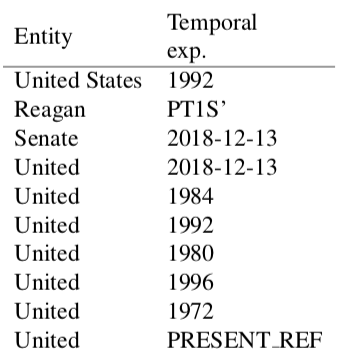 Entity Temporal exp.
United States 1992
Reagan PT1S’
Senate 2018-12-13
United 2018-12-13
United 1984
United 1992
United 1980
United 1996
United 1972
United PRESENT_REF